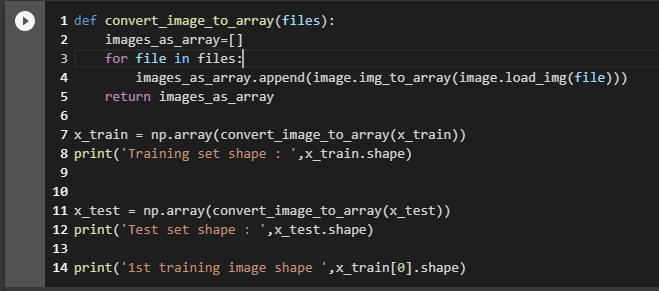 1 def convert_image_to_array(files):
2     images_as_array=[]
3     for file in files:
4         images_as_array.append(image.img_to_array(image.load_img(file)))
5     return images_as_array
6
7 x_train = np.array(convert_image_to_array(x_train))
8 print('Training set shape : ',x_train.shape)
9
10
11 x_test = np.array(convert_image_to_array(x_test))
12 print('Test set shape : ',x_test.shape)
13
14 print('1st training image shape ',x_train[0].shape)